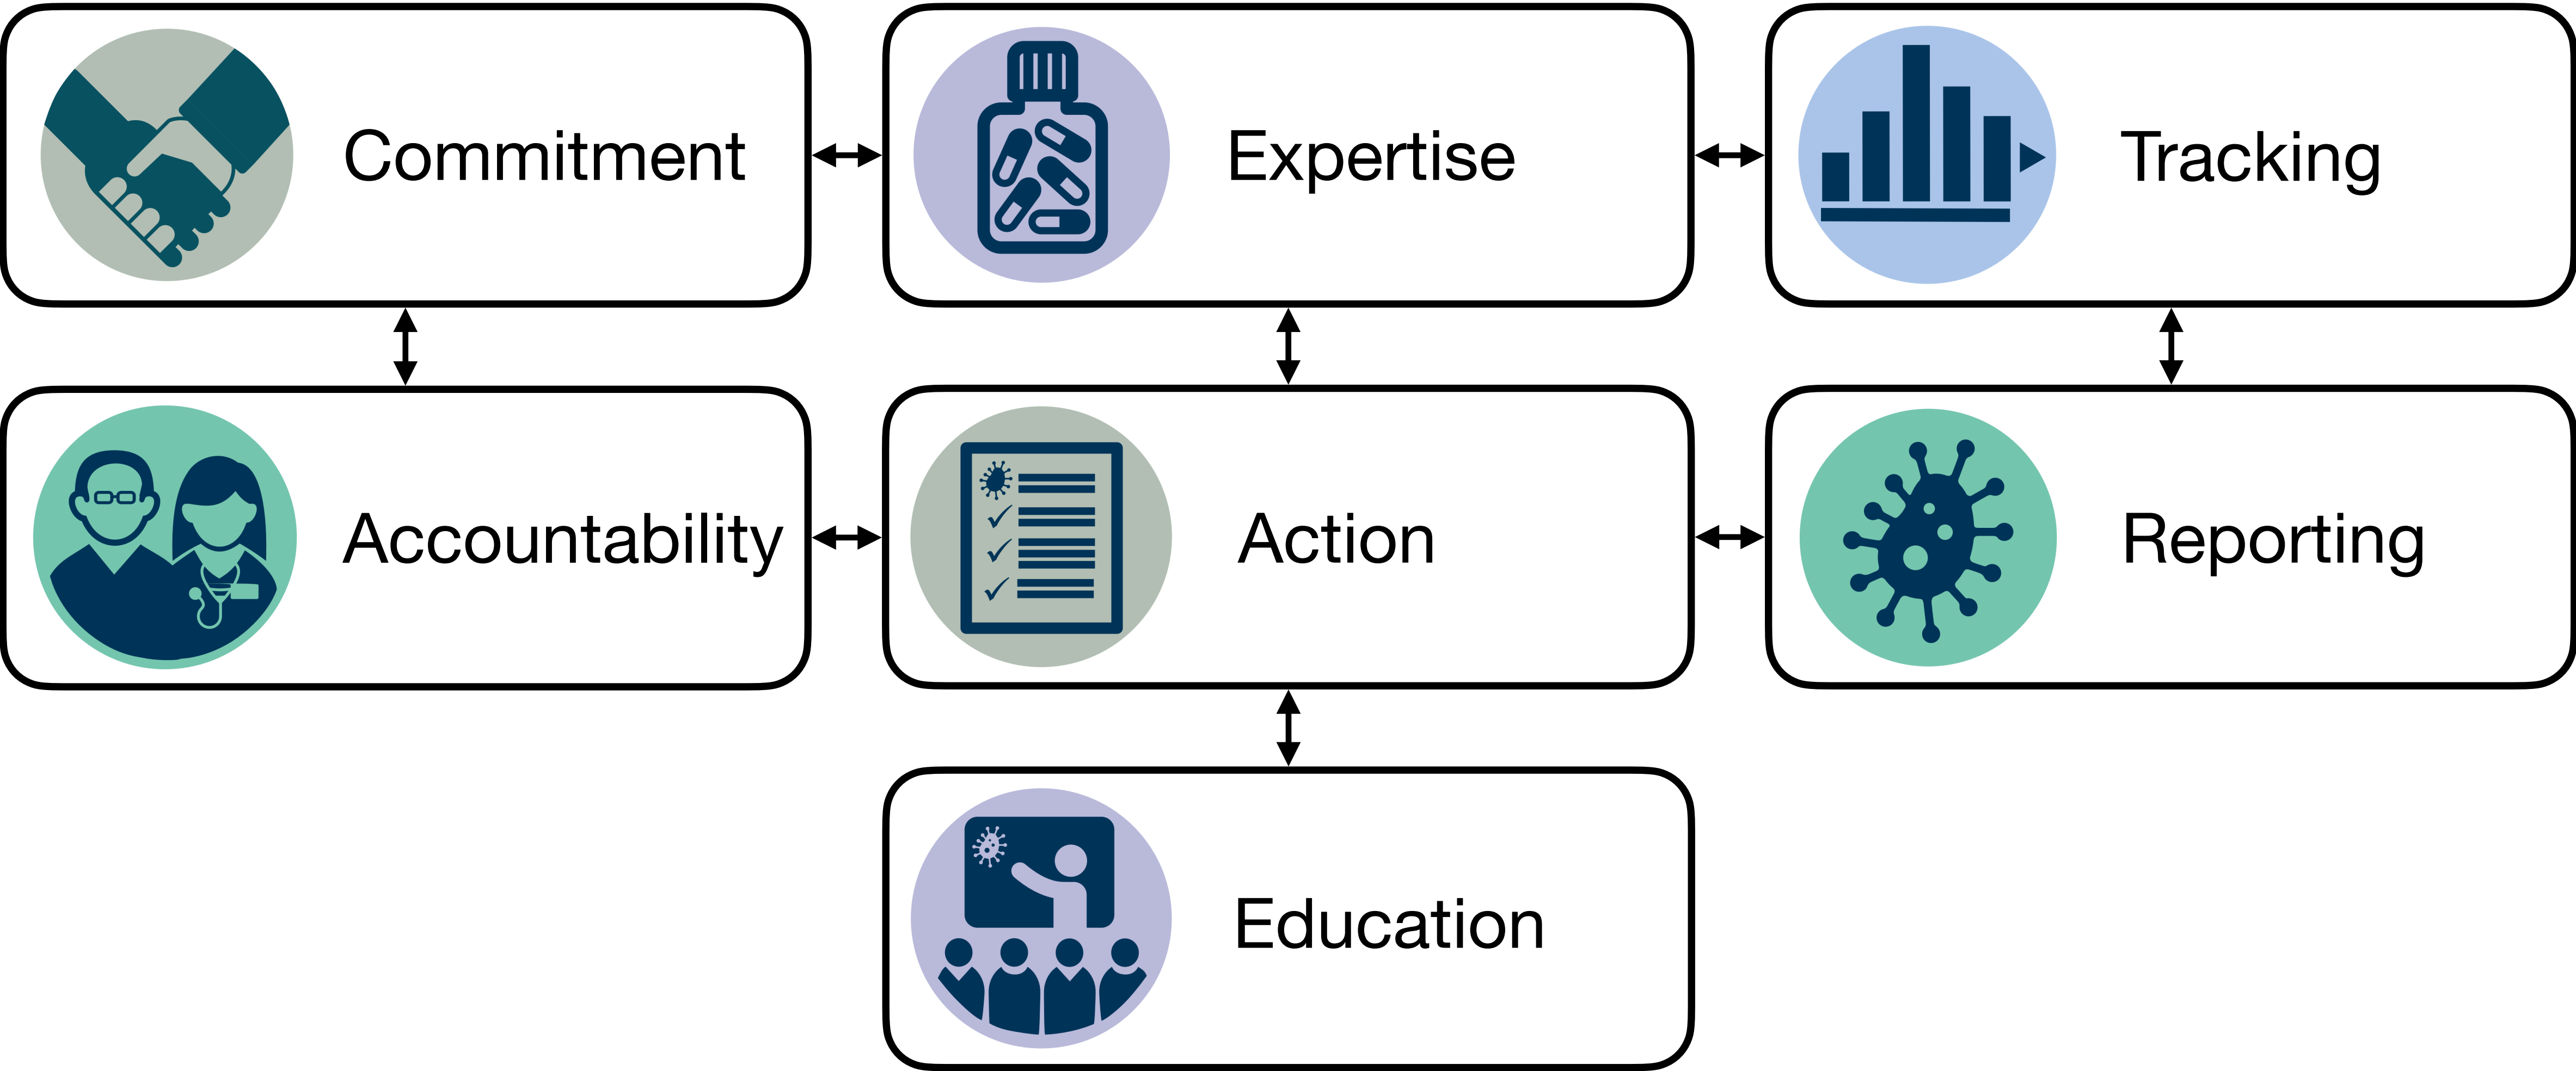 Commitment
Expertise
Tracking
Accountability
Action
Reporting
Education